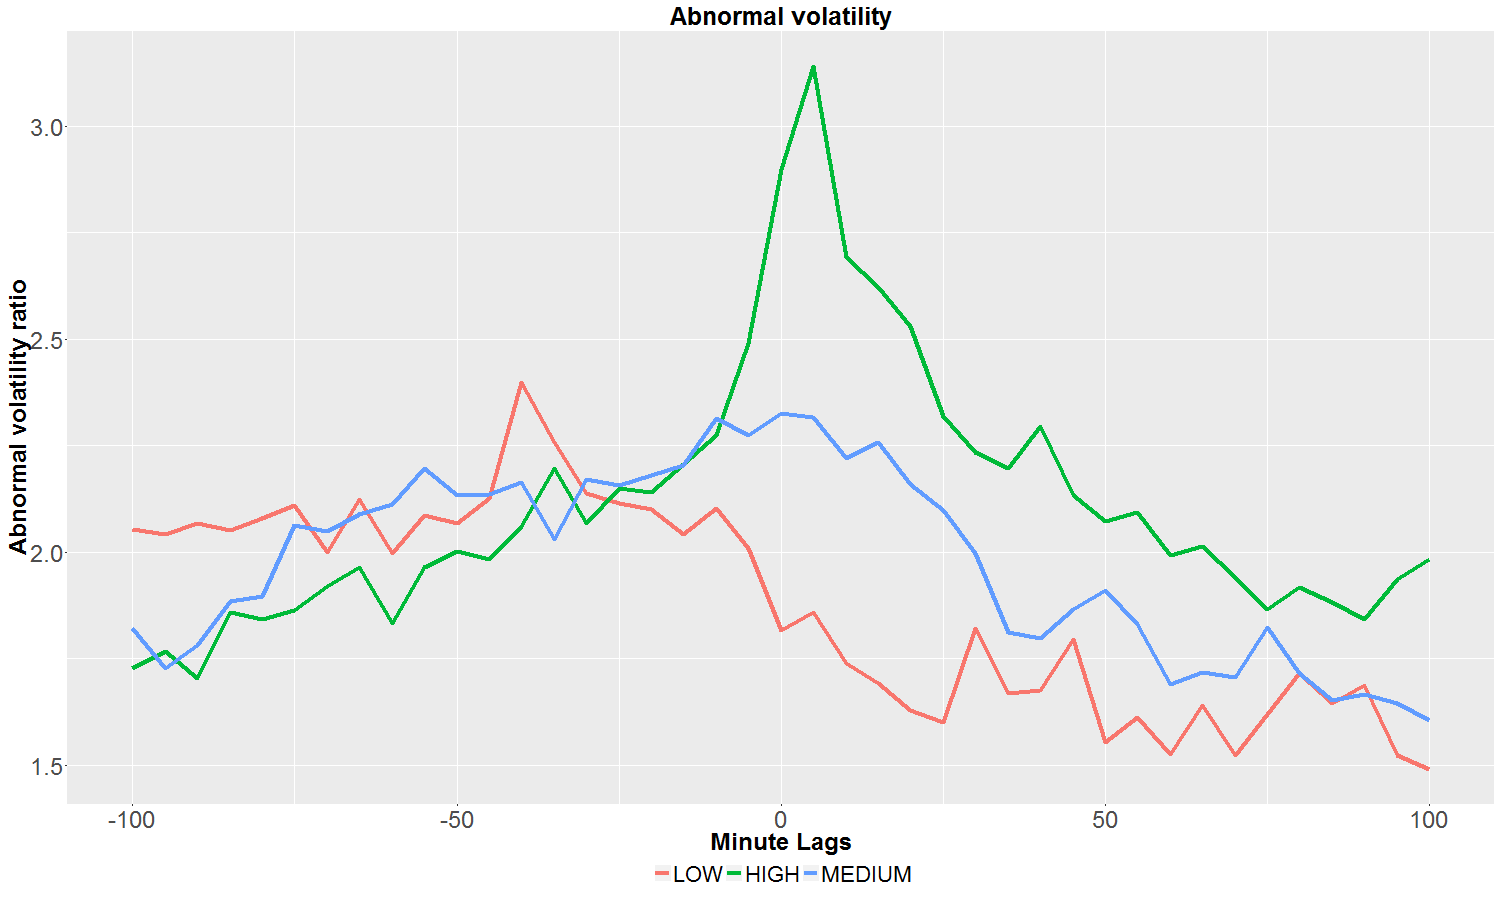 Abnormal volatility
Abnormal volatility ratio
3.0
2.5
2.0
1.5
-100 -50 0 50 100
Minute Lags
LOW HIGH MEDIUM